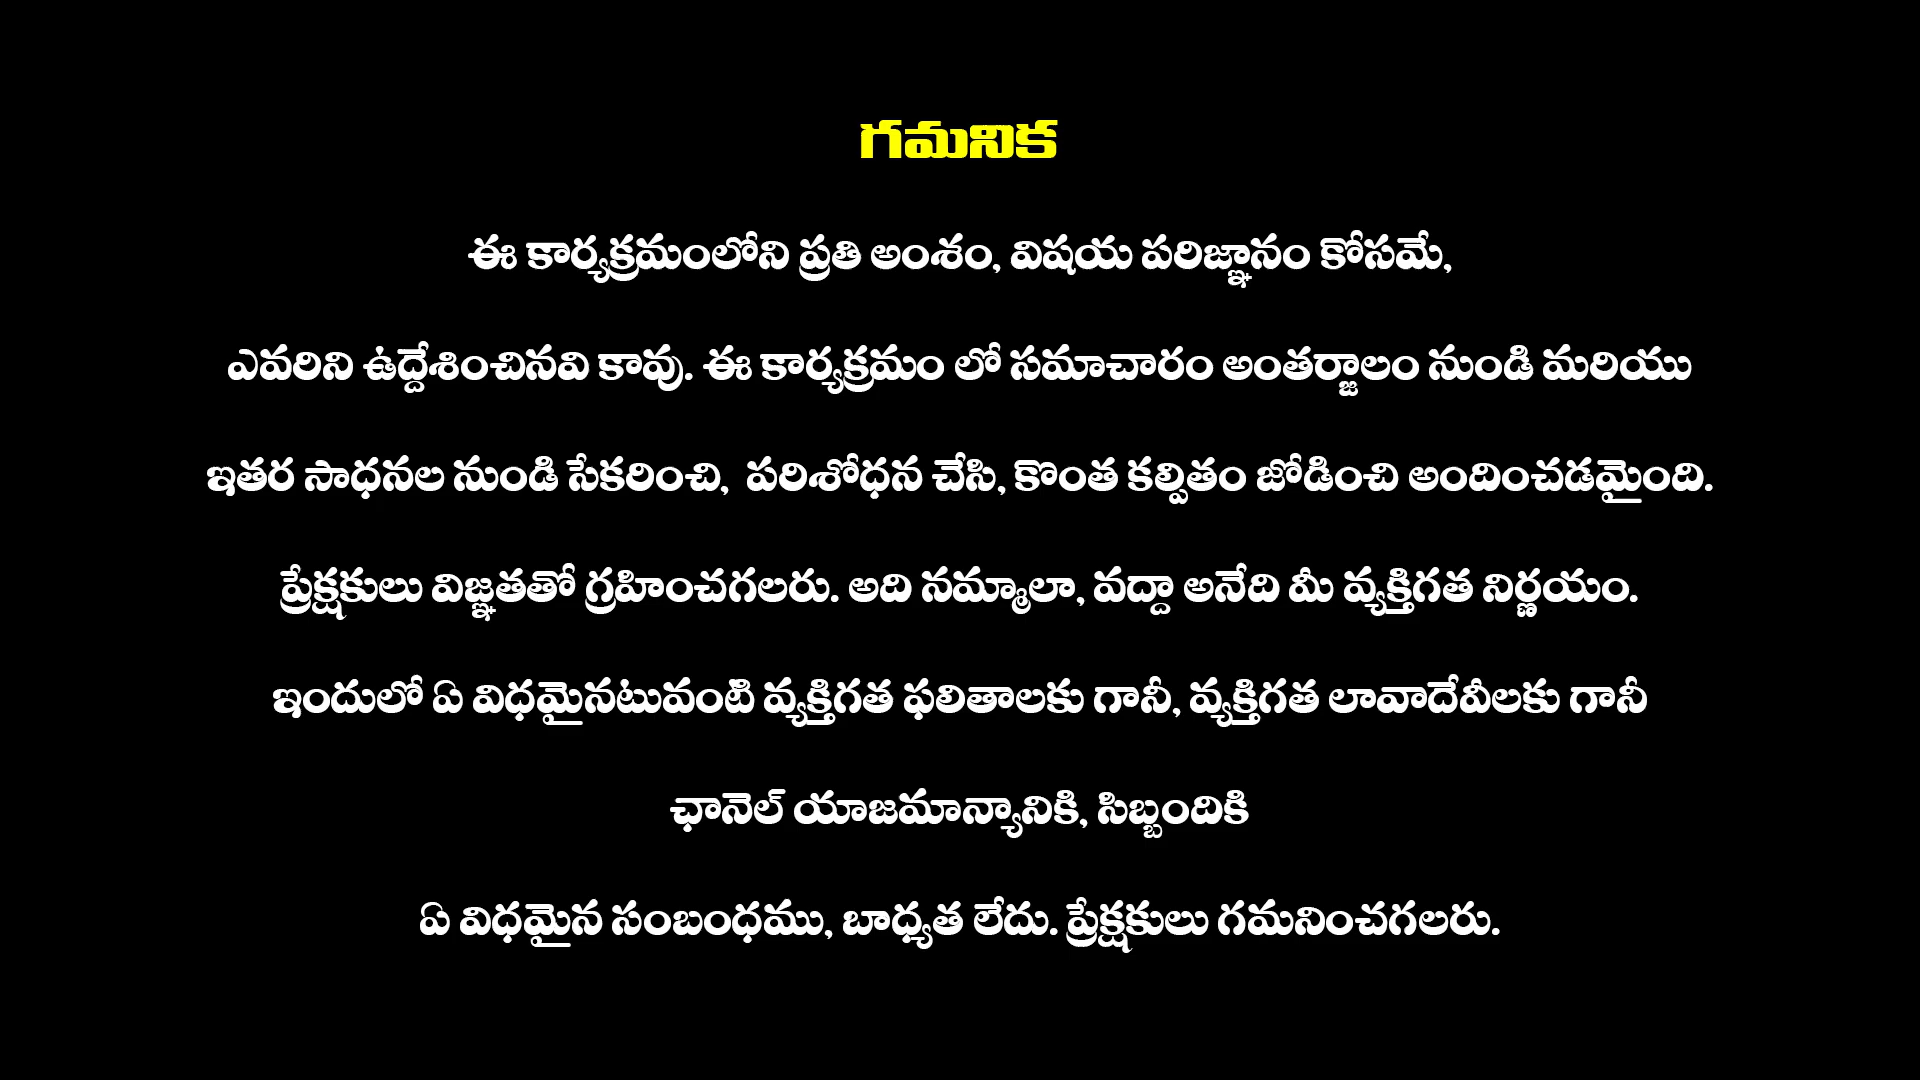 గమనిక
ఈ కార్యక్రమంలోని ప్రతి అంశం, విషయ పరిజ్ఞానం కోసమే,
ఎవరిని ఉద్దేశించినవి కావు. ఈ కార్యక్రమం లో సమాచారం అంతర్జాలం నుండి మరియు
ఇతర సాధనల నుండి సేకరించి, పరిశోధన చేసి, కొంత కల్పితం జోడించి అందించడమైంది.
ప్రేక్షకులు విజ్ఞతతో గ్రహించగలరు. అది నమ్మాలా, వద్దా అనేది మీ వ్యక్తిగత నిర్ణయం.
ఇందులో ఏ విధమైనటువంటి వ్యక్తిగత ఫలితాలకు గానీ, వ్యక్తిగత లావాదేవీలకు గానీ
ఛానెల్ యాజమాన్యానికి, సిబ్బందికి
ఏ విధమైన సంబంధము, బాధ్యత లేదు. ప్రేక్షకులు గమనించగలరు.